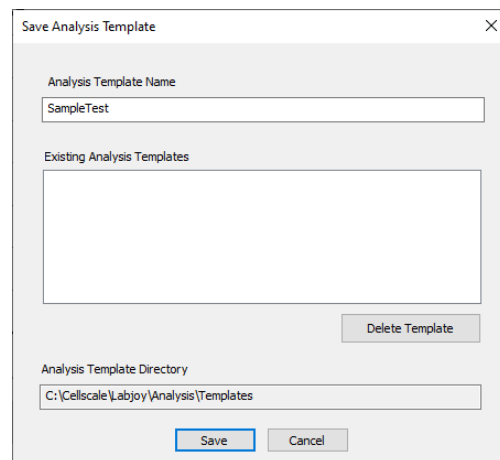 Save Analysis Template
Analysis Template Name
SampleTest
Existing Analysis Templates
Delete Template
Analysis Template Directory
C:\Cellscale\Labjoy\Analysis\Templates
Save
Cancel